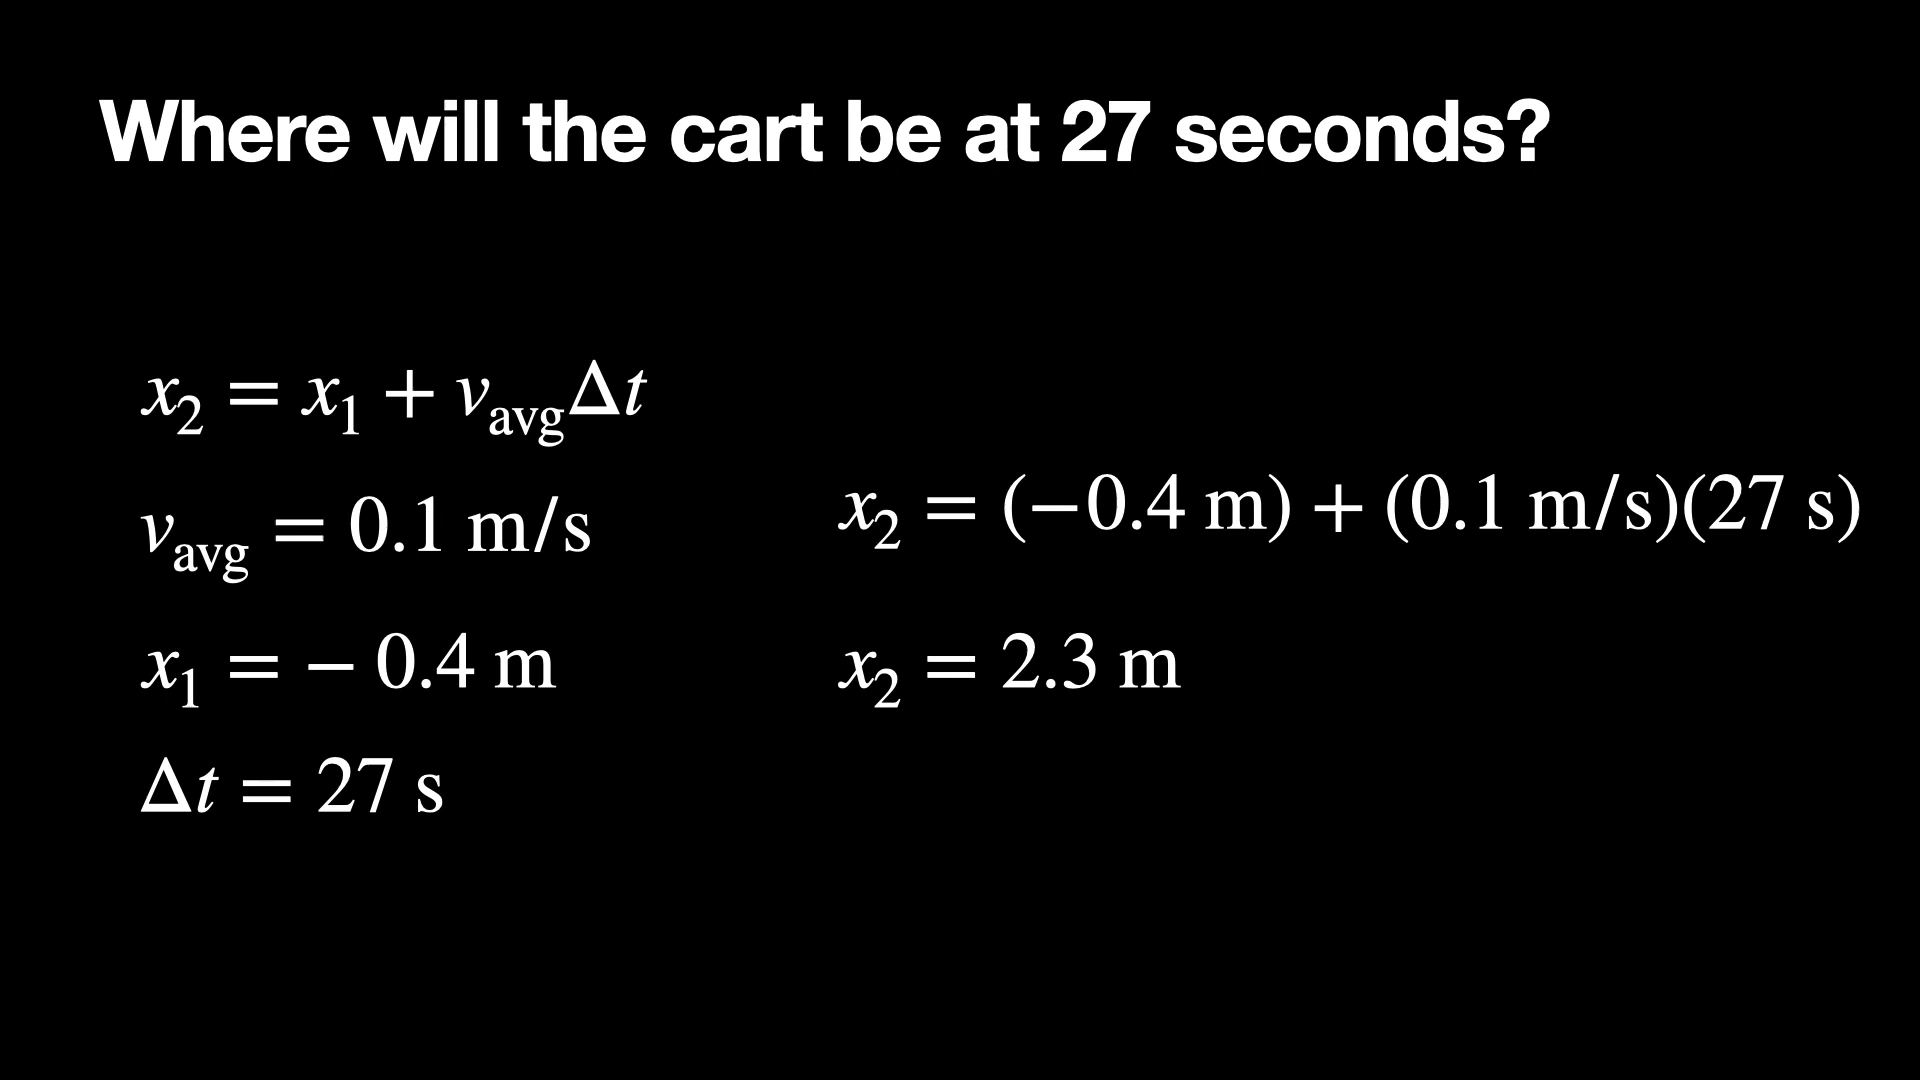 Where will the cart be at 27 seconds?
x₂ = x₁ + v_avg Δt
v_avg = 0.1 m/s
x₁ = − 0.4 m
Δt = 27 s
x₂ = (−0.4 m) + (0.1 m/s)(27 s)
x₂ = 2.3 m